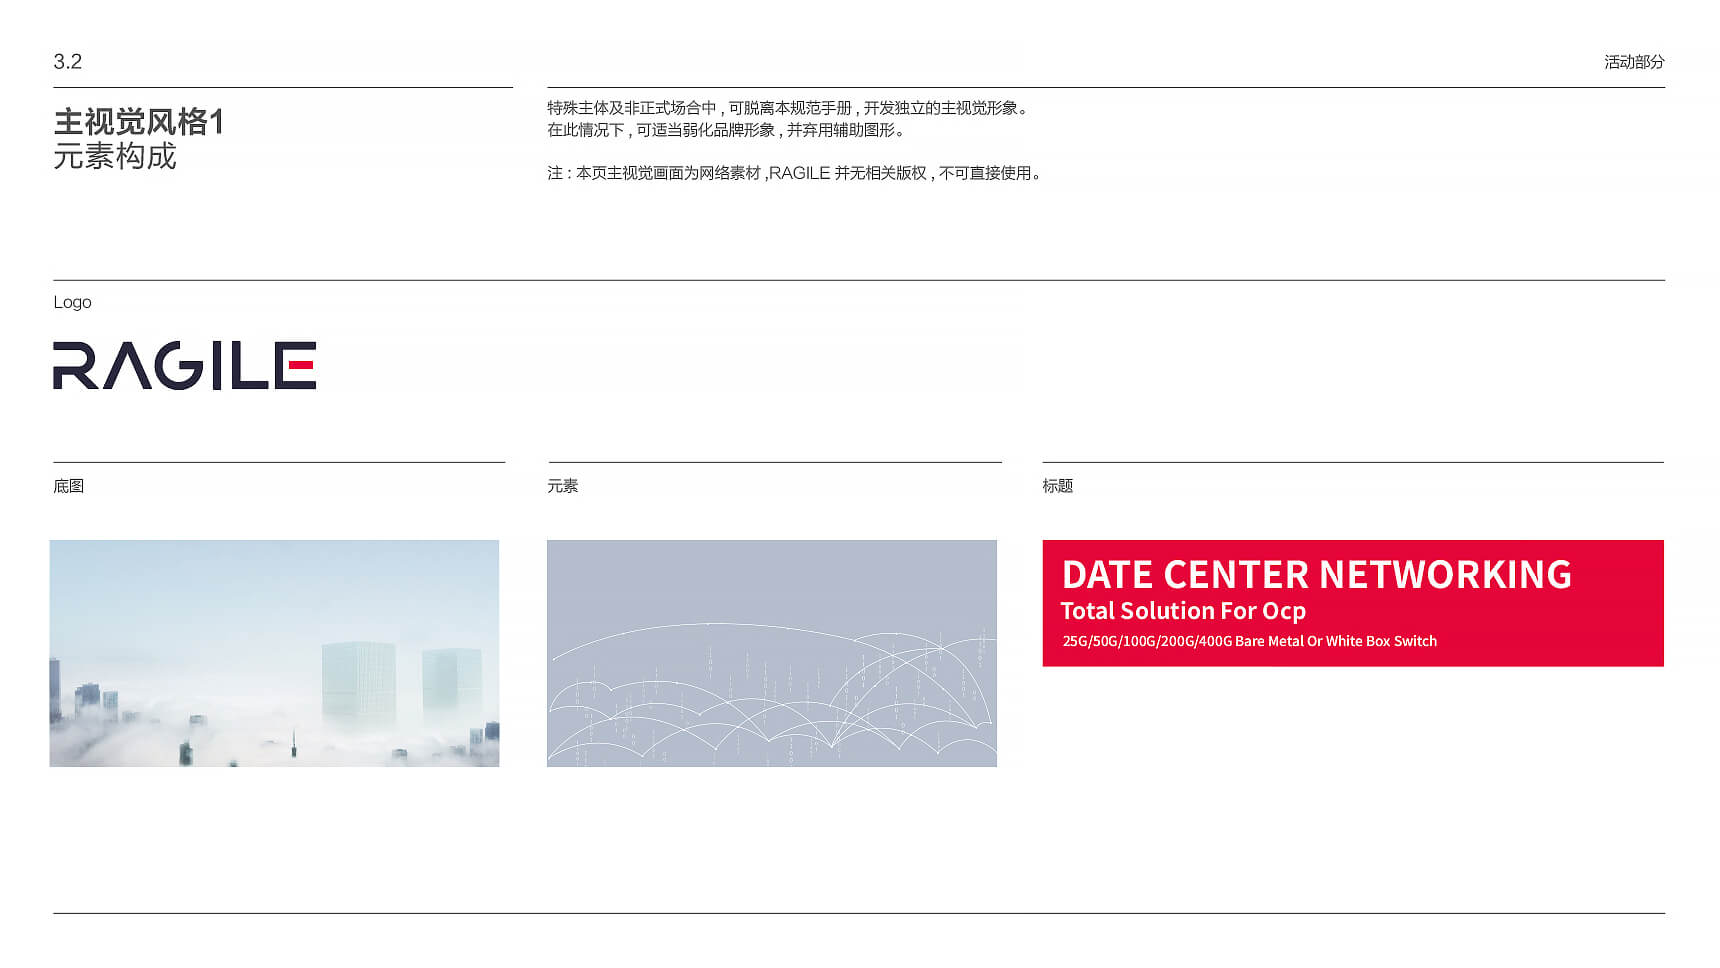 3.2
活动部分
主视觉风格1
元素构成
特殊主体及非正式场合中,可脱离本规范手册,开发独立的主视觉形象。
在此情况下,可适当弱化品牌形象,并弃用辅助图形。
注:本页主视觉画面为网络素材,RAGILE 并无相关版权,不可直接使用。
Logo
RAGILE
底图
元素
标题
DATE CENTER NETWORKING
Total Solution For Ocp
25G/50G/100G/200G/400G Bare Metal Or White Box Switch